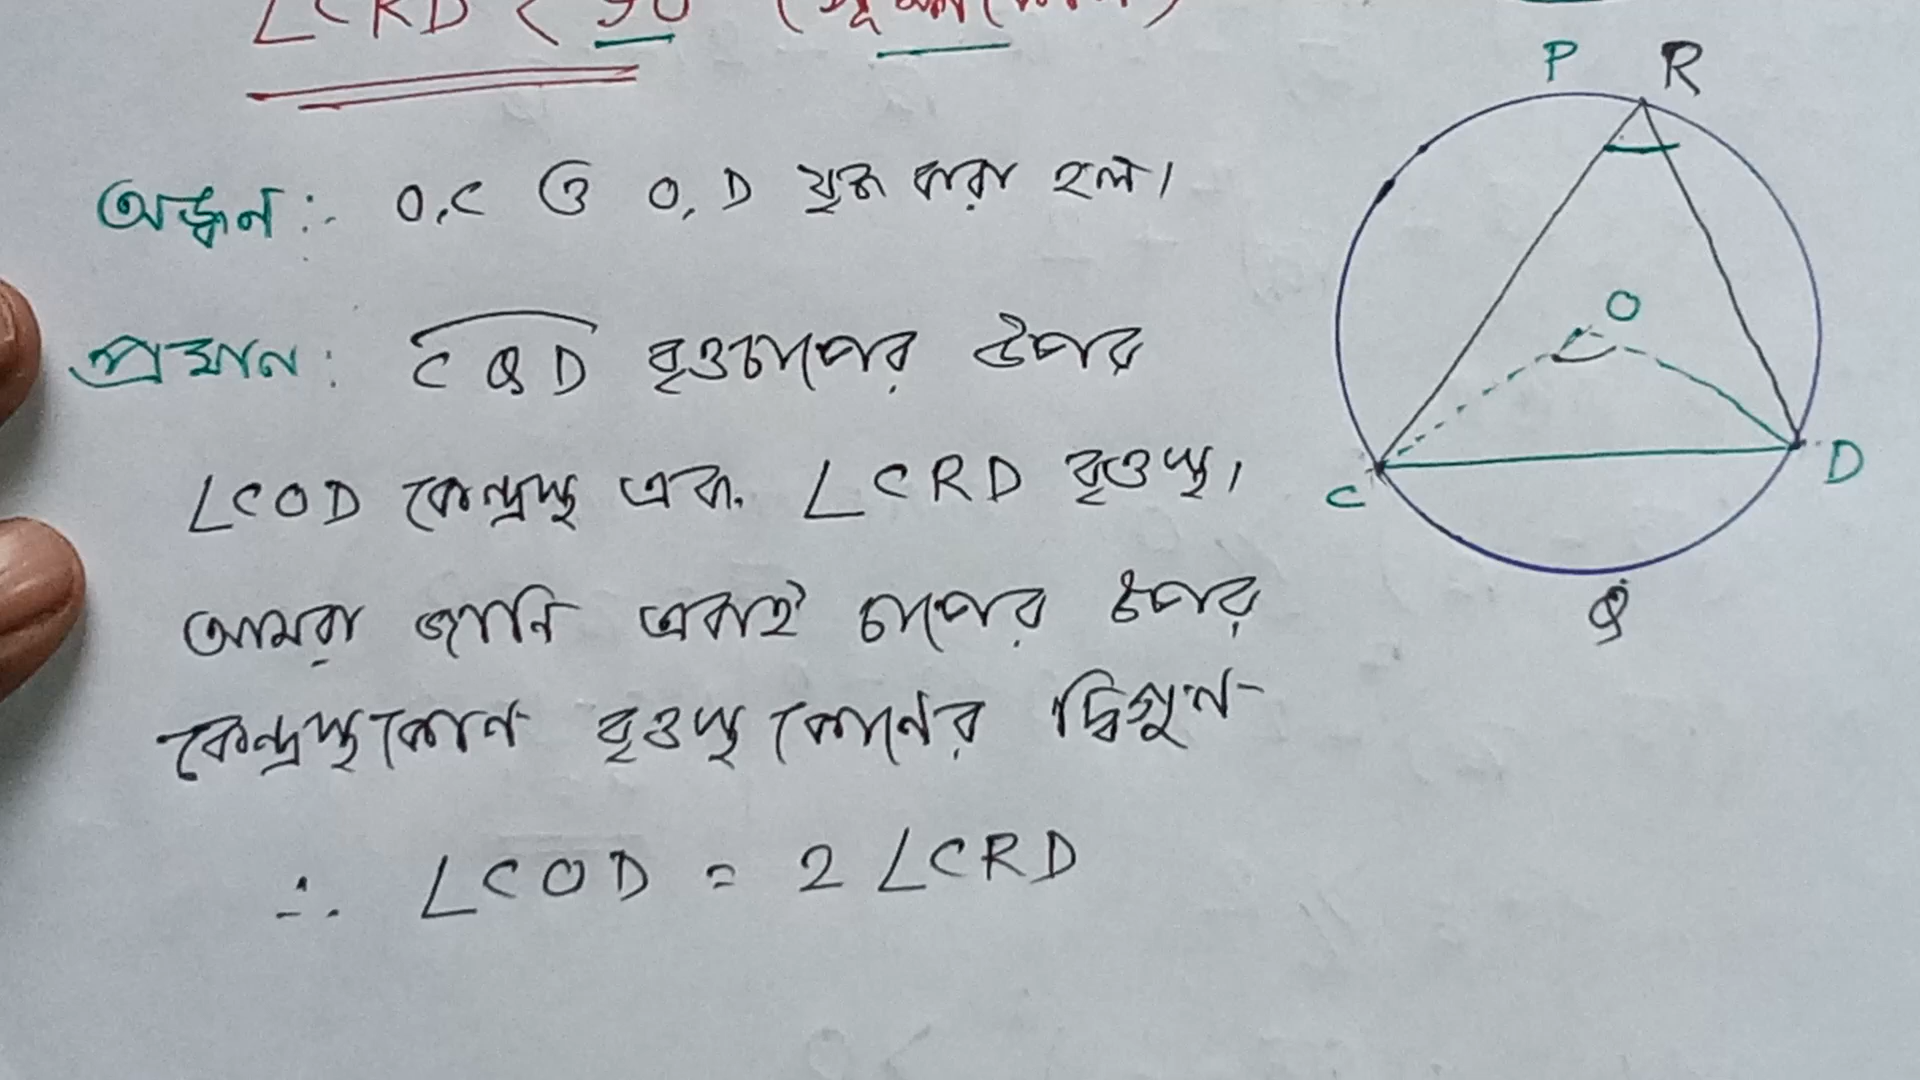 ∠CRD < 90 (সূক্ষ্মকোণ)
অঙ্কন :- O, C ও O, D যুক্ত করা হল।
প্রমান : CQD বৃত্তচাপের উপর
∠COD কেন্দ্রস্থ এবং ∠CRD বৃত্তস্থ।
আমরা জানি একই চাপের উপর
কেন্দ্রস্থ কোণ বৃত্তস্থ কোণের দ্বিগুণ
∴ ∠COD = 2 ∠CRD
P R
O
C D
Q